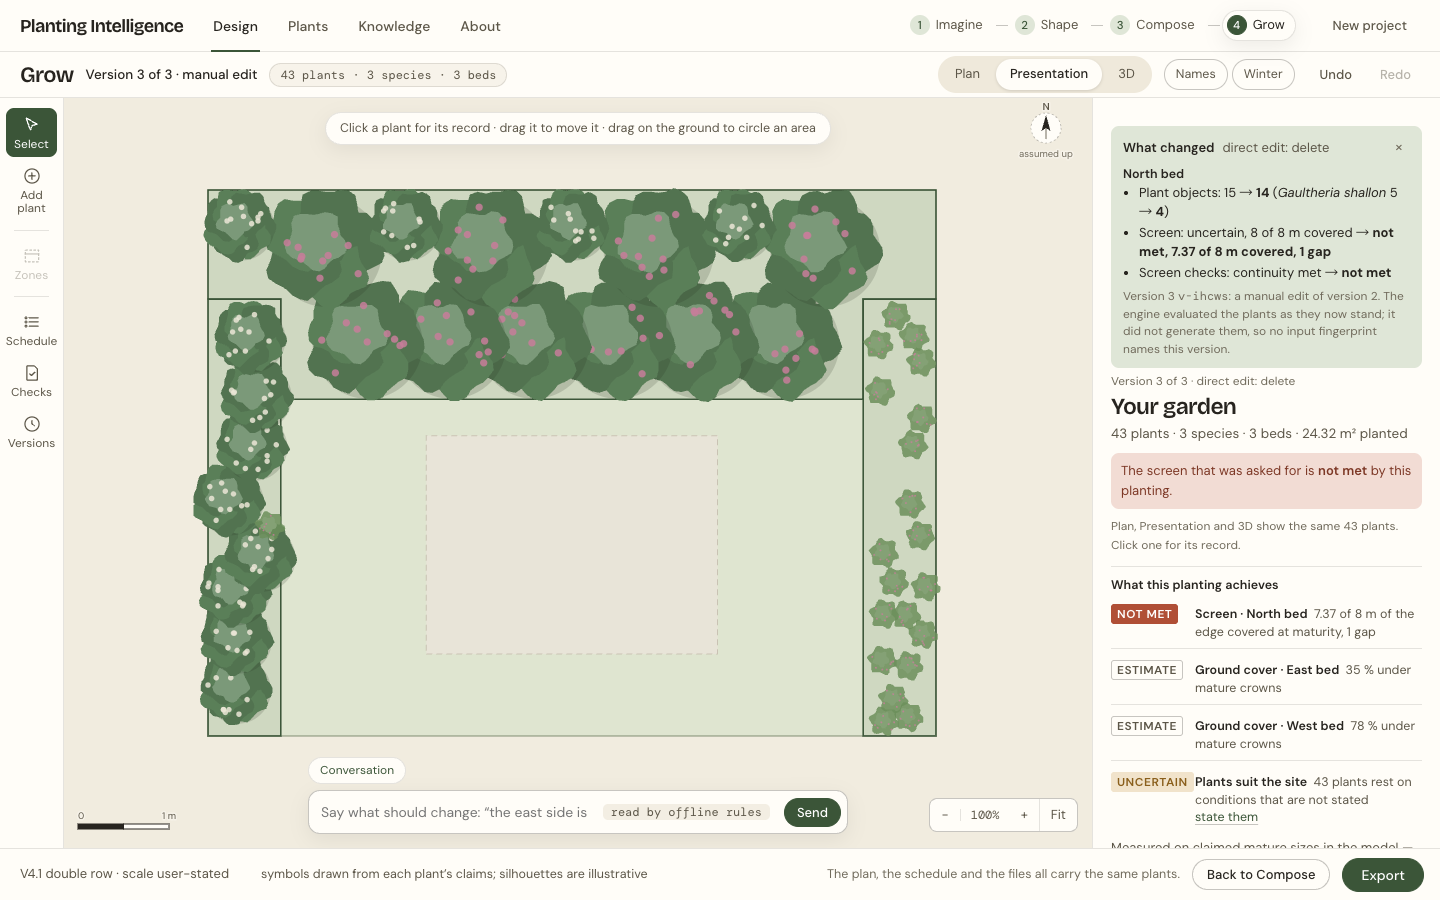 Planting Intelligence
Design
Plants
Knowledge
About
1 Imagine — 2 Shape — 3 Compose — 4 Grow
New project
Grow
Version 3 of 3 · manual edit
43 plants · 3 species · 3 beds
Plan
Presentation
3D
Names
Winter
Undo
Redo
Select
Add
plant
Zones
Schedule
Checks
Versions
Click a plant for its record · drag it to move it · drag on the ground to circle an area
N
assumed up
What changed direct edit: delete ×
North bed
• Plant objects: 15 → 14 (Gaultheria shallon 5
→ 4)
• Screen: uncertain, 8 of 8 m covered → not
met, 7.37 of 8 m covered, 1 gap
• Screen checks: continuity met → not met
Version 3 v-ihcws: a manual edit of version 2. The
engine evaluated the plants as they now stand; it
did not generate them, so no input fingerprint
names this version.
Version 3 of 3 · direct edit: delete
Your garden
43 plants · 3 species · 3 beds · 24.32 m² planted
The screen that was asked for is not met by this
planting.
Plan, Presentation and 3D show the same 43 plants.
Click one for its record.
What this planting achieves
NOT MET Screen · North bed 7.37 of 8 m of the
edge covered at maturity, 1 gap
ESTIMATE Ground cover · East bed 35 % under
mature crowns
ESTIMATE Ground cover · West bed 78 % under
mature crowns
UNCERTAIN Plants suit the site 43 plants rest on
conditions that are not stated
state them
Measured on claimed mature sizes in the model —
Conversation
Say what should change: “the east side is
read by offline rules
Send
0 1 m
− 100% + Fit
V4.1 double row · scale user-stated
symbols drawn from each plant’s claims; silhouettes are illustrative
The plan, the schedule and the files all carry the same plants.
Back to Compose
Export